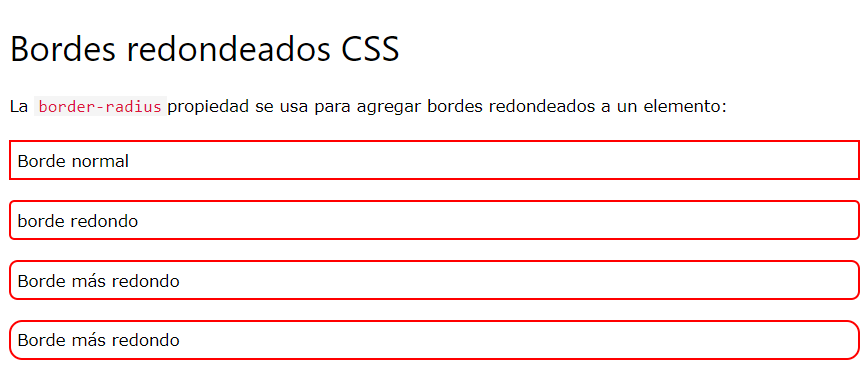 Bordes redondeados CSS
La border-radius propiedad se usa para agregar bordes redondeados a un elemento:
Borde normal
borde redondo
Borde más redondo
Borde más redondo